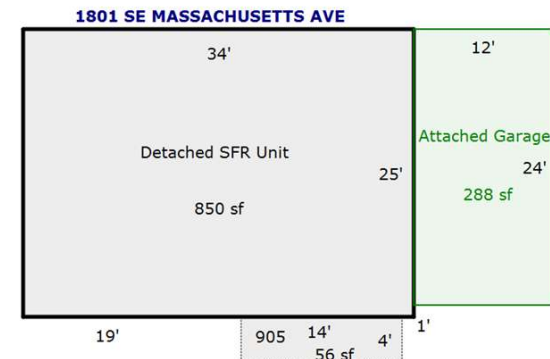 1801 SE MASSACHUSETTS AVE
34'
12'
Detached SFR Unit
Attached Garage
25'
24'
850 sf
288 sf
19'
905
14'
4'
1'
56 sf